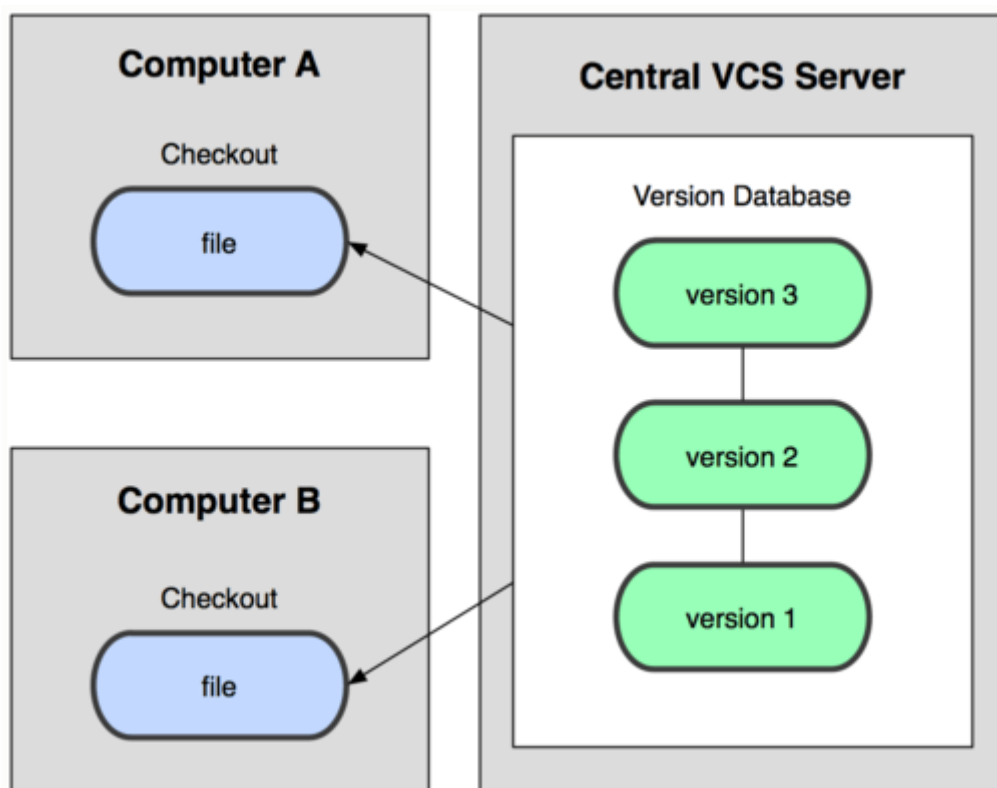 Computer A
Checkout
file
Computer B
Checkout
file
Central VCS Server
Version Database
version 3
version 2
version 1